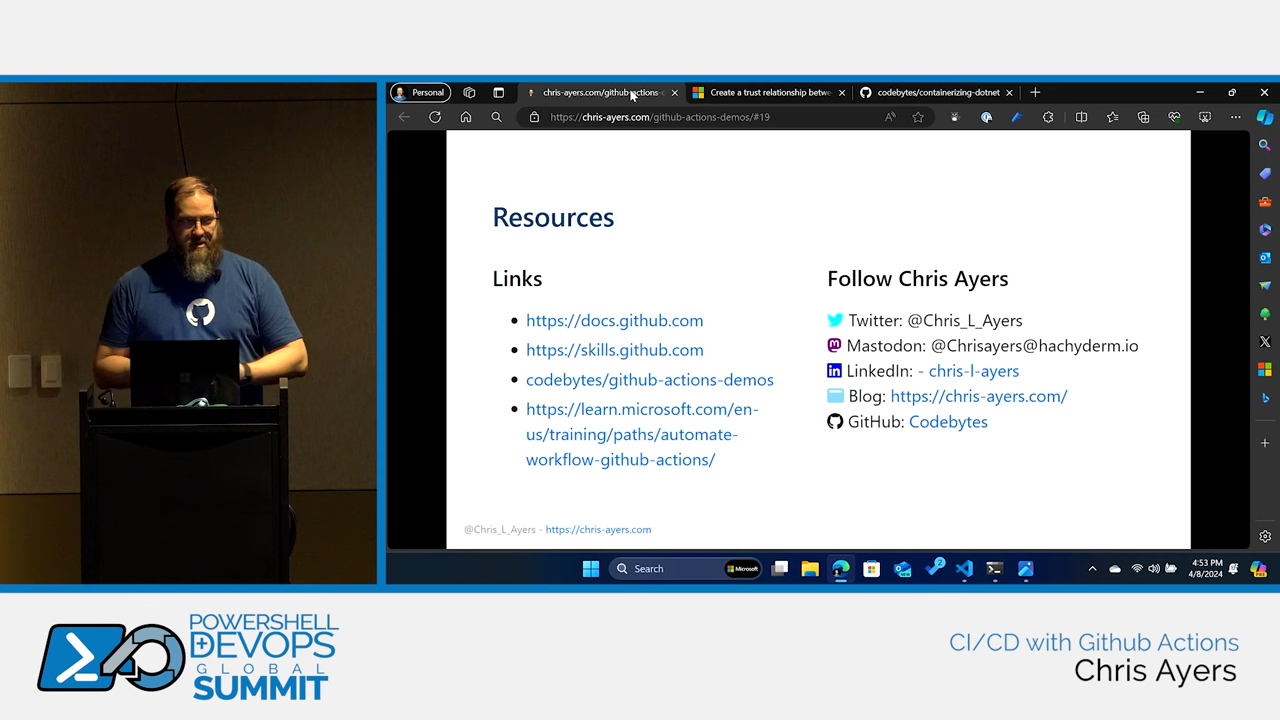 Personal
chris-ayers.com/github-actions-
Create a trust relationship betwe
codebytes/containerizing-dotnet
https://chris-ayers.com/github-actions-demos/#19
Resources
Links
https://docs.github.com
https://skills.github.com
codebytes/github-actions-demos
https://learn.microsoft.com/en-
us/training/paths/automate-
workflow-github-actions/
Follow Chris Ayers
Twitter: @Chris_L_Ayers
Mastodon: @Chrisayers@hachyderm.io
LinkedIn: - chris-l-ayers
Blog: https://chris-ayers.com/
GitHub: Codebytes
@Chris_L_Ayers - https://chris-ayers.com
Search
Microsoft
4:53 PM
4/8/2024
POWERSHELL
+DEVOPS
GLOBAL
SUMMIT
CI/CD with Github Actions
Chris Ayers